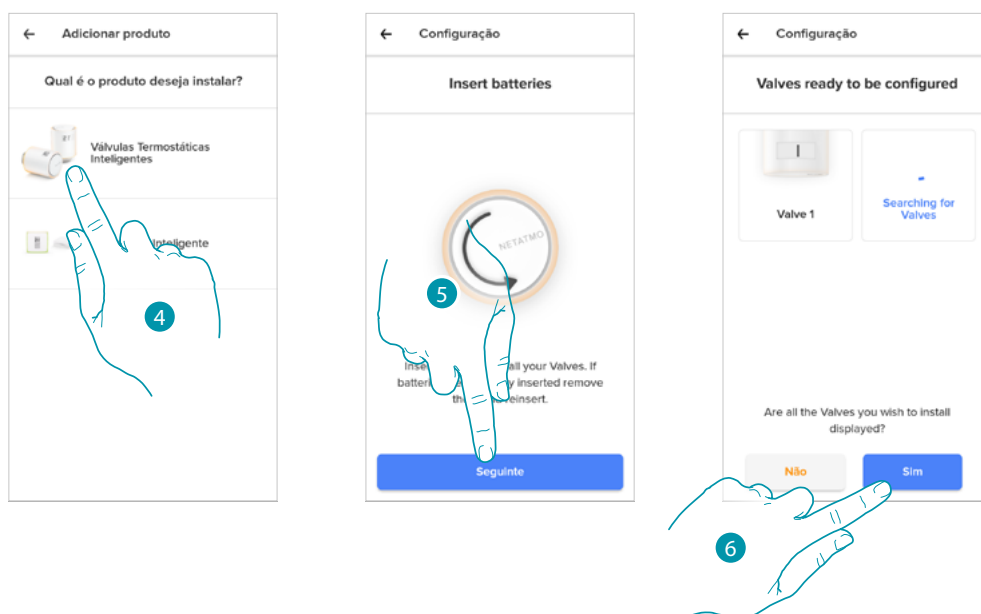 Adicionar produto
Qual é o produto deseja instalar?
Válvulas Termostáticas
Inteligentes
Inteligente
4
Configuração
Insert batteries
NETATMO
5
all your Valves. If
inserted remove
reinsert.
Seguinte
Configuração
Valves ready to be configured
Valve 1
Searching for
Valves
Are all the Valves you wish to install
displayed?
Não
Sim
6